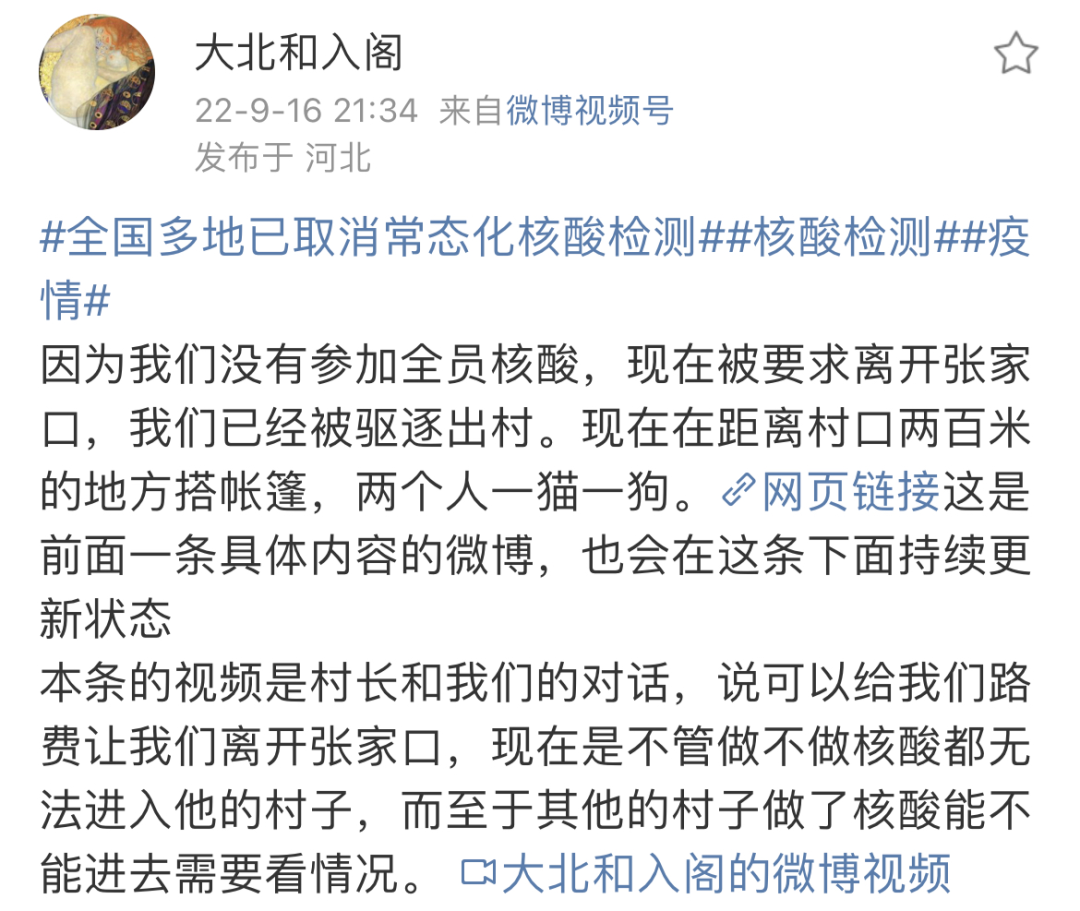 大北和入阁
22-9-16 21:34 来自微博视频号
发布于 河北
#全国多地已取消常态化核酸检测##核酸检测##疫
情#
因为我们没有参加全员核酸，现在被要求离开张家
口，我们已经被驱逐出村。现在在距离村口两百米
的地方搭帐篷，两个人一猫一狗。网页链接这是
前面一条具体内容的微博，也会在这条下面持续更
新状态
本条的视频是村长和我们的对话，说可以给我们路
费让我们离开张家口，现在是不管做不做核酸都无
法进入他的村子，而至于其他的村子做了核酸能不
能进去需要看情况。 大北和入阁的微博视频